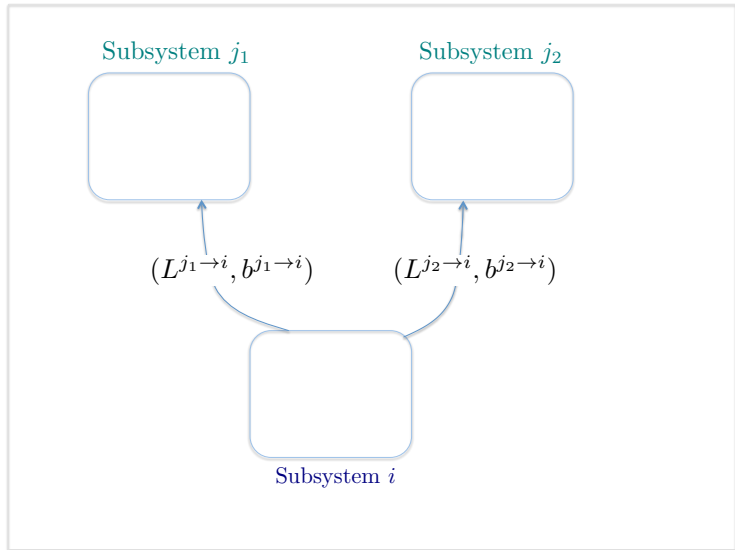 Subsystem j₁ Subsystem j₂
(L^{j₁→i}, b^{j₁→i}) (L^{j₂→i}, b^{j₂→i})
Subsystem i